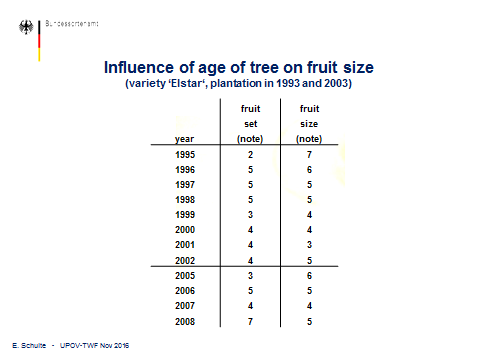 Bundessortenamt
Influence of age of tree on fruit size
(variety ‘Elstar‘, plantation in 1993 and 2003)
year fruit set (note) fruit size (note)
1995 2 7
1996 5 6
1997 5 5
1998 5 5
1999 3 4
2000 4 4
2001 4 3
2002 4 5
2005 3 6
2006 5 5
2007 4 4
2008 7 5
E. Schulte - UPOV-TWF Nov 2016